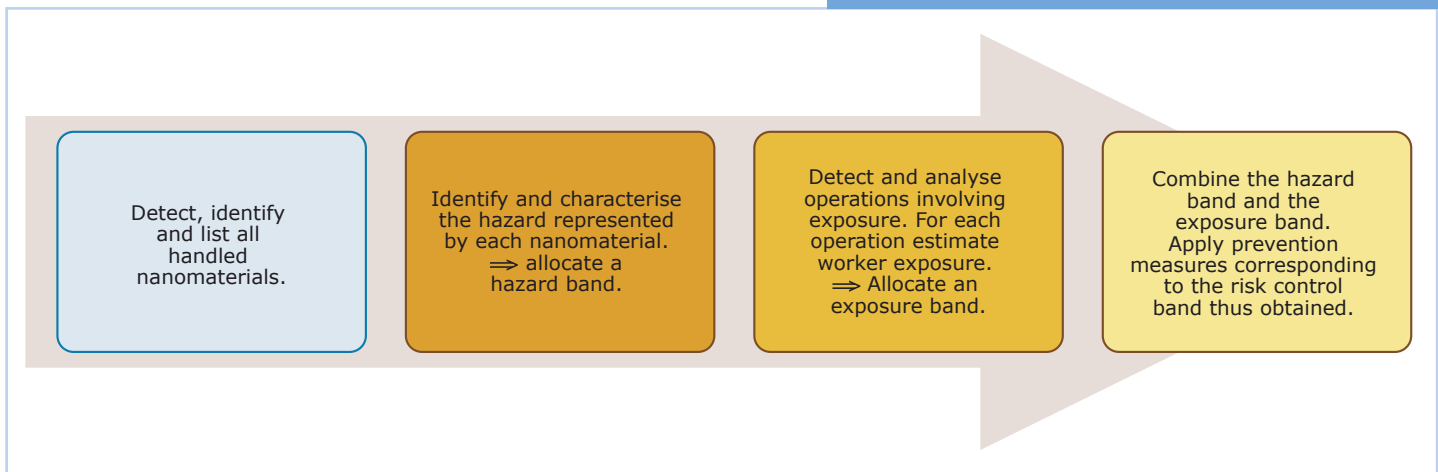 Detect, identify
and list all
handled
nanomaterials.
Identify and characterise
the hazard represented
by each nanomaterial.
⇒ allocate a
hazard band.
Detect and analyse
operations involving
exposure. For each
operation estimate
worker exposure.
⇒ Allocate an
exposure band.
Combine the hazard
band and the
exposure band.
Apply prevention
measures corresponding
to the risk control
band thus obtained.